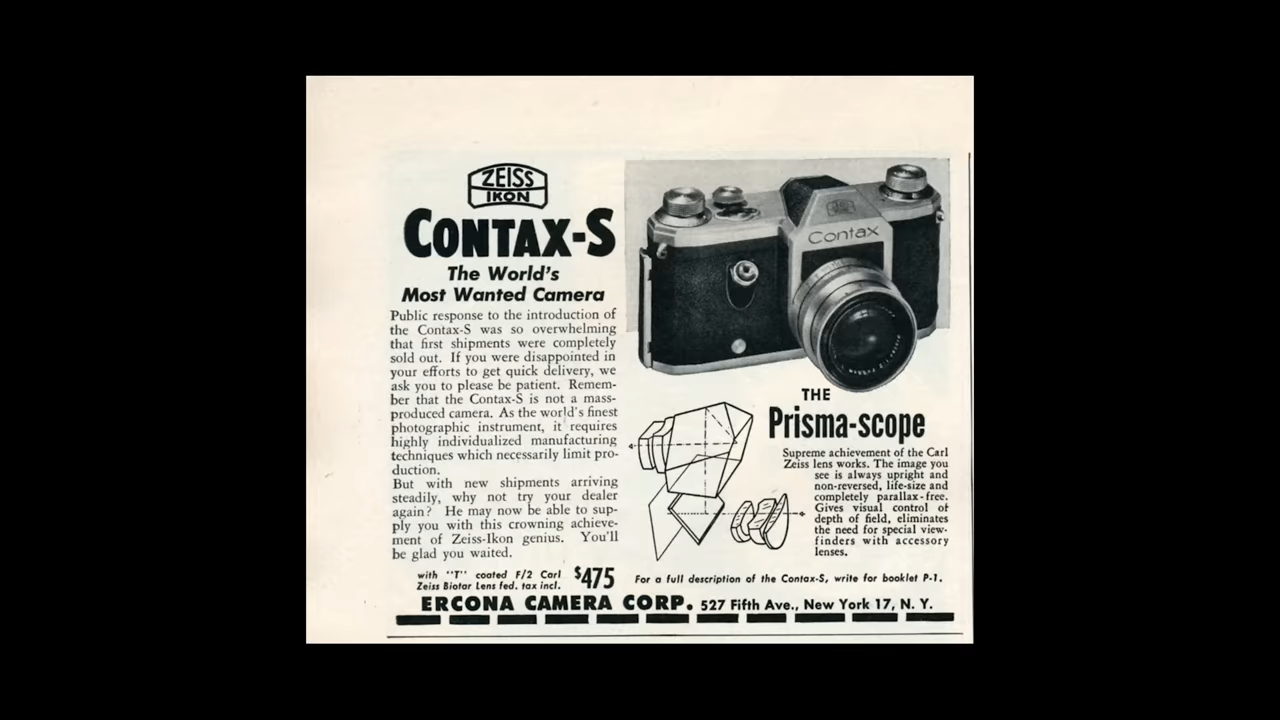 ZEISS
IKON
CONTAX-S
The World's
Most Wanted Camera
Public response to the introduction of
the Contax-S was so overwhelming
that first shipments were completely
sold out. If you were disappointed in
your efforts to get quick delivery, we
ask you to please be patient. Remem-
ber that the Contax-S is not a mass-
produced camera. As the world's finest
photographic instrument, it requires
highly individualized manufacturing
techniques which necessarily limit pro-
duction.
But with new shipments arriving
steadily, why not try your dealer
again? He may now be able to sup-
ply you with this crowning achieve-
ment of Zeiss-Ikon genius. You'll
be glad you waited.
with "T" coated F/2 Carl
Zeiss Biotar Lens fed. tax incl.
$475
Contax
THE
Prisma-scope
Supreme achievement of the Carl
Zeiss lens works. The image you
see is always upright and
non-reversed, life-size and
completely parallax-free.
Gives visual control of
depth of field, eliminates
the need for special view-
finders with accessory
lenses.
For a full description of the Contax-S, write for booklet P-1.
ERCONA CAMERA CORP. 527 Fifth Ave., New York 17, N. Y.